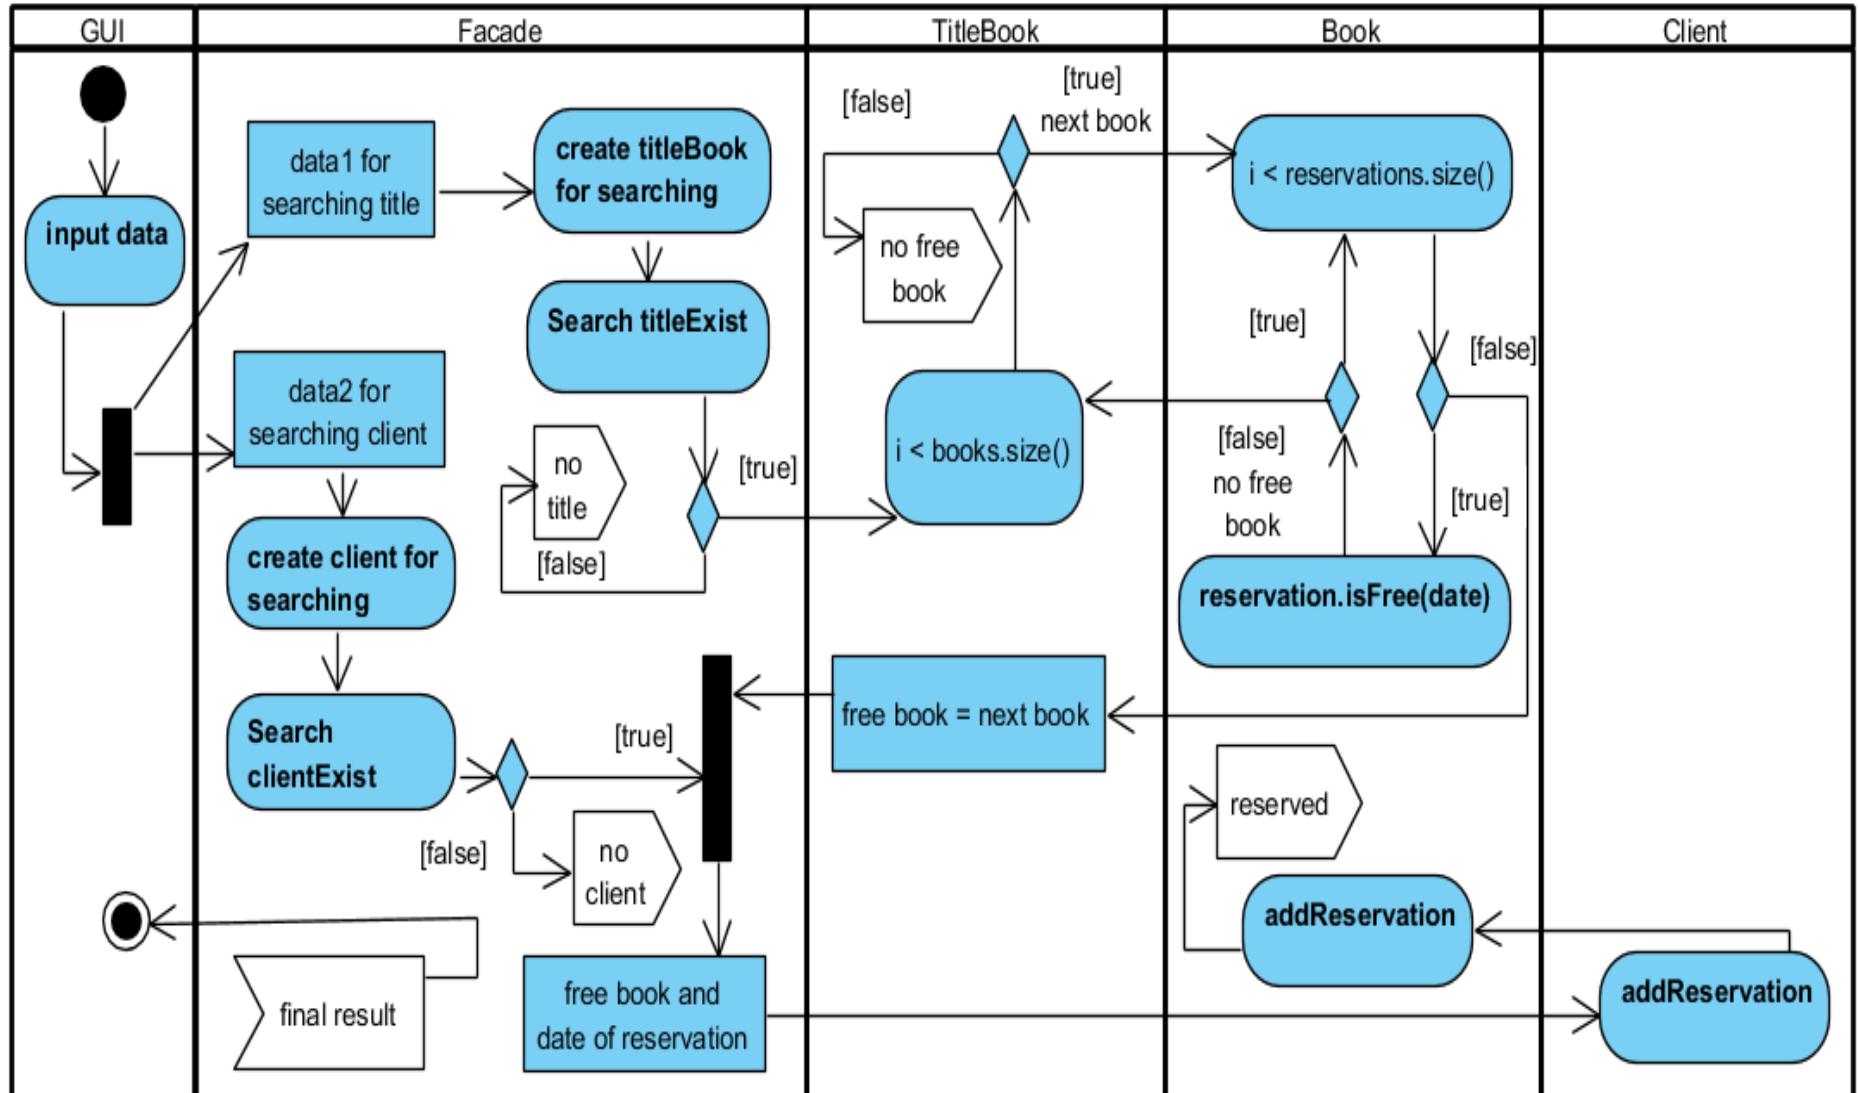 GUI
Facade
TitleBook
Book
Client
input data
data1 for
searching title
create titleBook
for searching
Search titleExist
data2 for
searching client
no
title
[true]
[false]
create client for
searching
Search
clientExist
[true]
[false]
no
client
final result
free book and
date of reservation
[false]
[true]
next book
no free
book
i < books.size()
free book = next book
i < reservations.size()
[true]
[false]
[false]
no free
book
[true]
reservation.isFree(date)
reserved
addReservation
addReservation